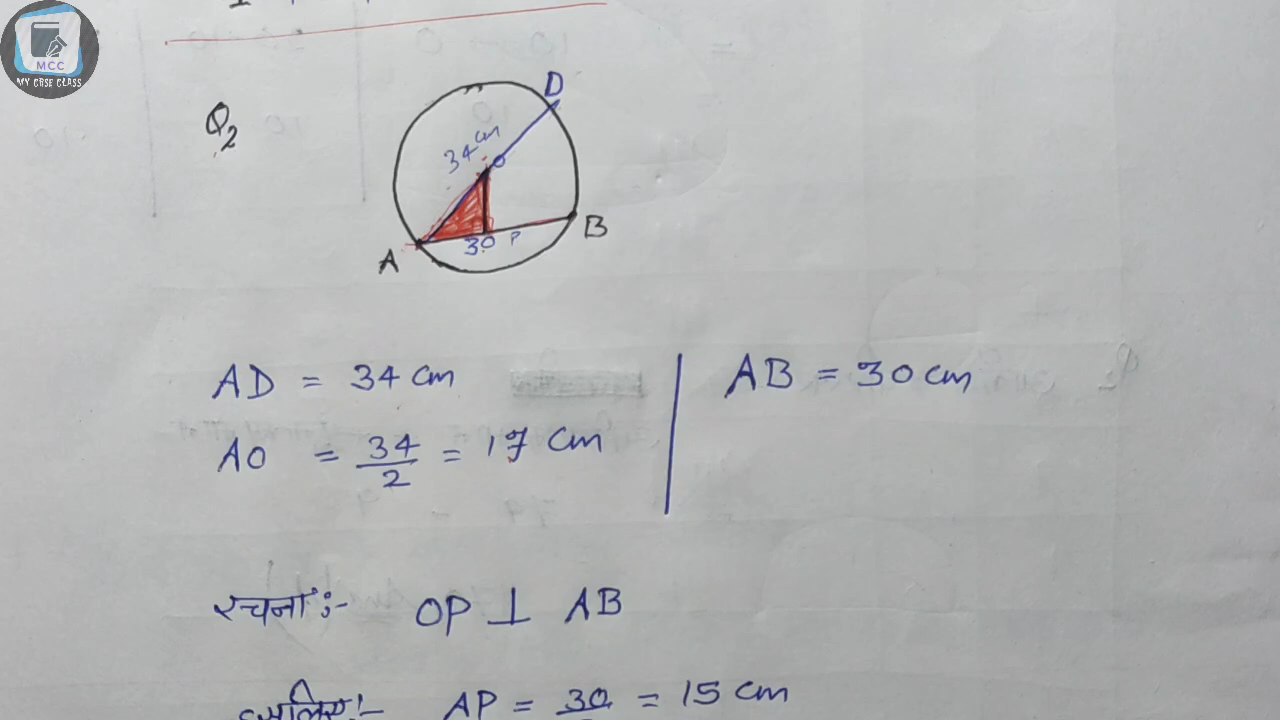 MCC
MY CBSE CLASS
Q2
D
34 cm
O
B
30 P
A
AD = 34 cm
AO = 34/2 = 17 cm
AB = 30 cm
रचना :- OP ⊥ AB
इसलिए :- AP = 30 = 15 cm